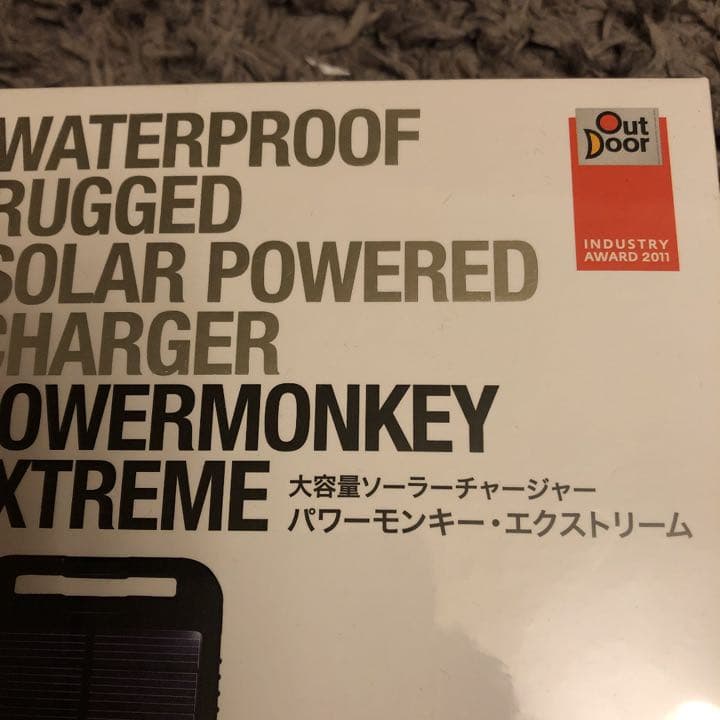 WATERPROOF
RUGGED
SOLAR POWERED
CHARGER
OWERMONKEY
XTREME
大容量ソーラーチャージャー
パワーモンキー・エクストリーム
Out
Door
INDUSTRY
AWARD 2011